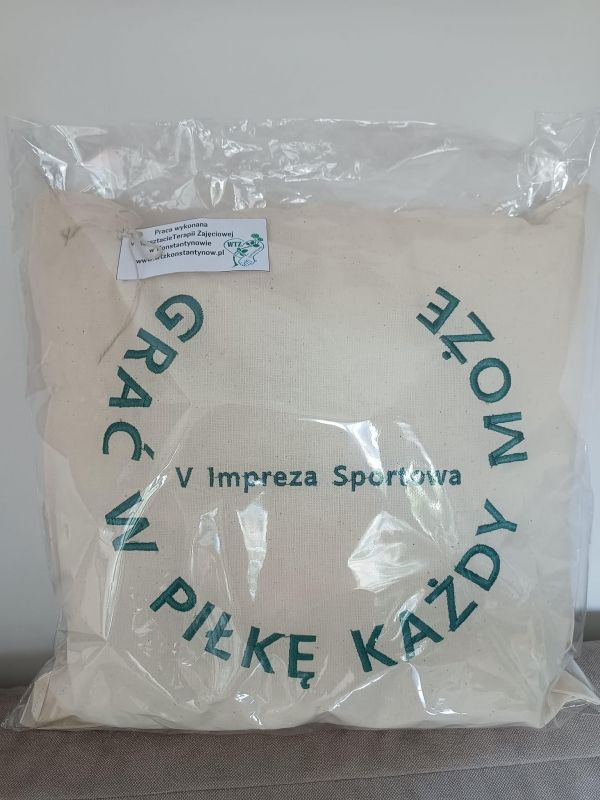 Praca wykonana
Terapii Zajęciowej
w Konstantynowie
www.wtzkonstantynow.pl
WTZ
GRAĆ W PIŁKĘ KAŻDY MOŻE
V Impreza Sportowa